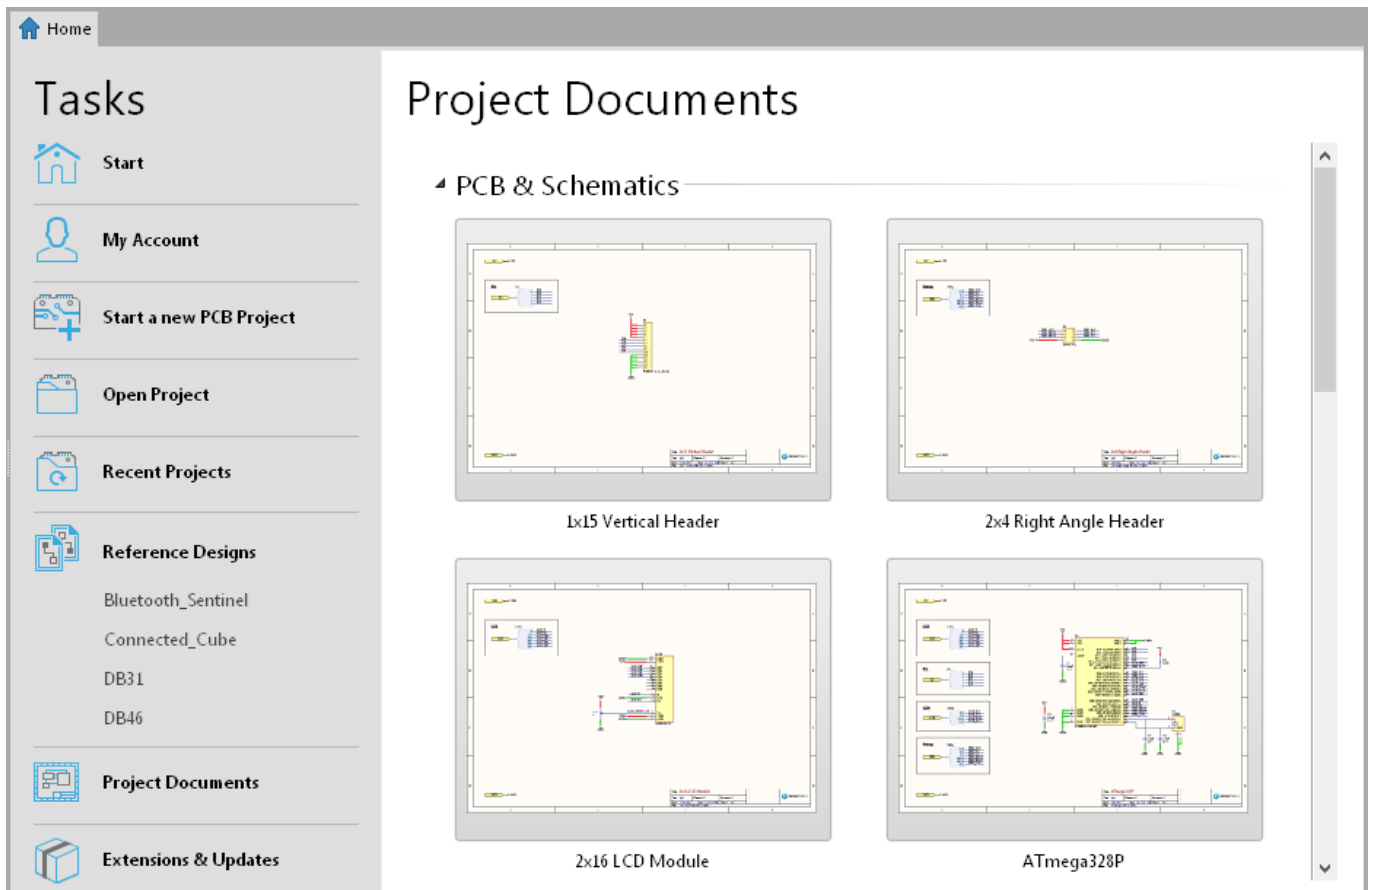 Home
Tasks
Start
My Account
Start a new PCB Project
Open Project
Recent Projects
Reference Designs
Bluetooth_Sentinel
Connected_Cube
DB31
DB46
Project Documents
Extensions & Updates
Project Documents
PCB & Schematics
1x15 Vertical Header
2x4 Right Angle Header
2x16 LCD Module
ATmega328P